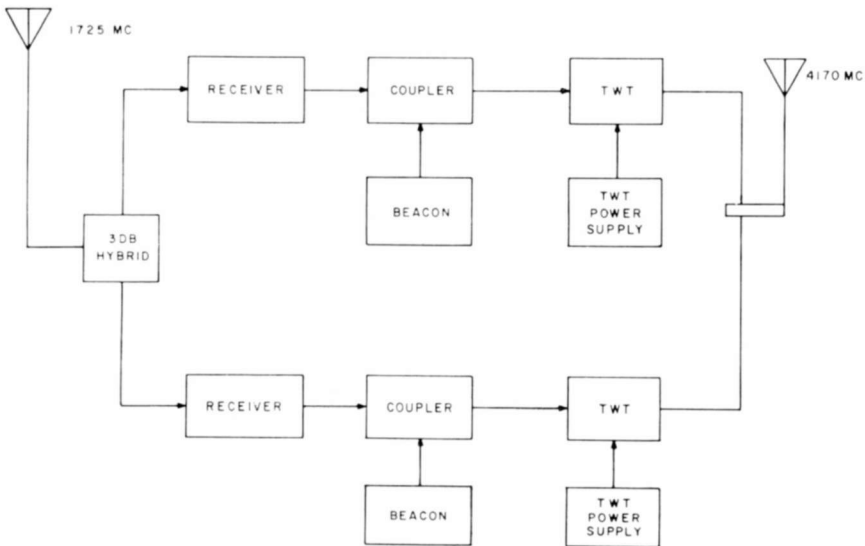 1725 MC
4170 MC
RECEIVER
COUPLER
TWT
BEACON
TWT
POWER
SUPPLY
3DB
HYBRID
RECEIVER
COUPLER
TWT
BEACON
TWT
POWER
SUPPLY